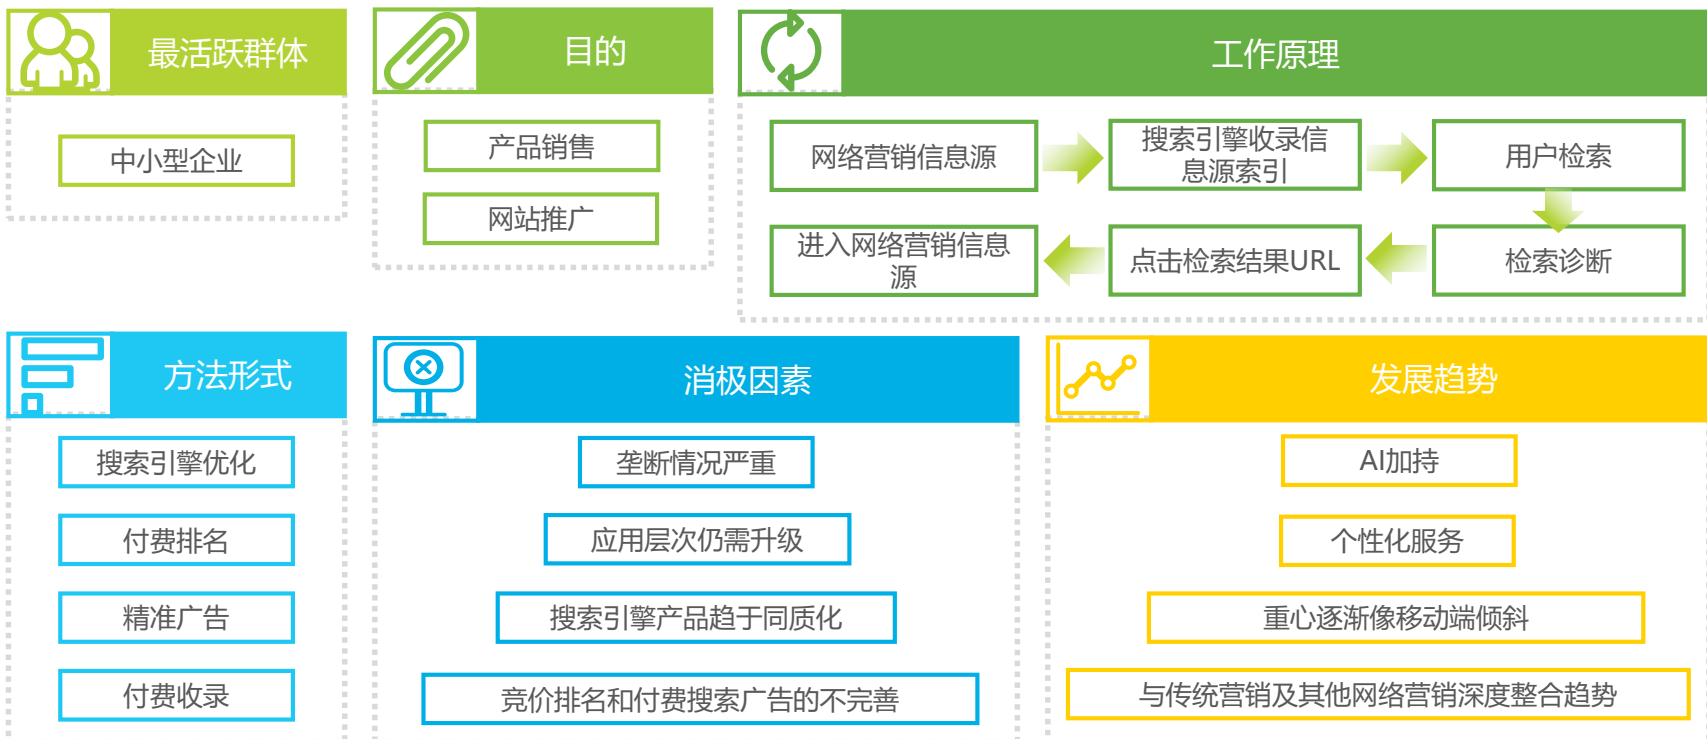 最活跃群体
中小型企业
目的
产品销售
网站推广
工作原理
网络营销信息源
搜索引擎收录信
息源索引
用户检索
检索诊断
点击检索结果URL
进入网络营销信息
源
方法形式
搜索引擎优化
付费排名
精准广告
付费收录
消极因素
垄断情况严重
应用层次仍需升级
搜索引擎产品趋于同质化
竞价排名和付费搜索广告的不完善
发展趋势
AI加持
个性化服务
重心逐渐像移动端倾斜
与传统营销及其他网络营销深度整合趋势